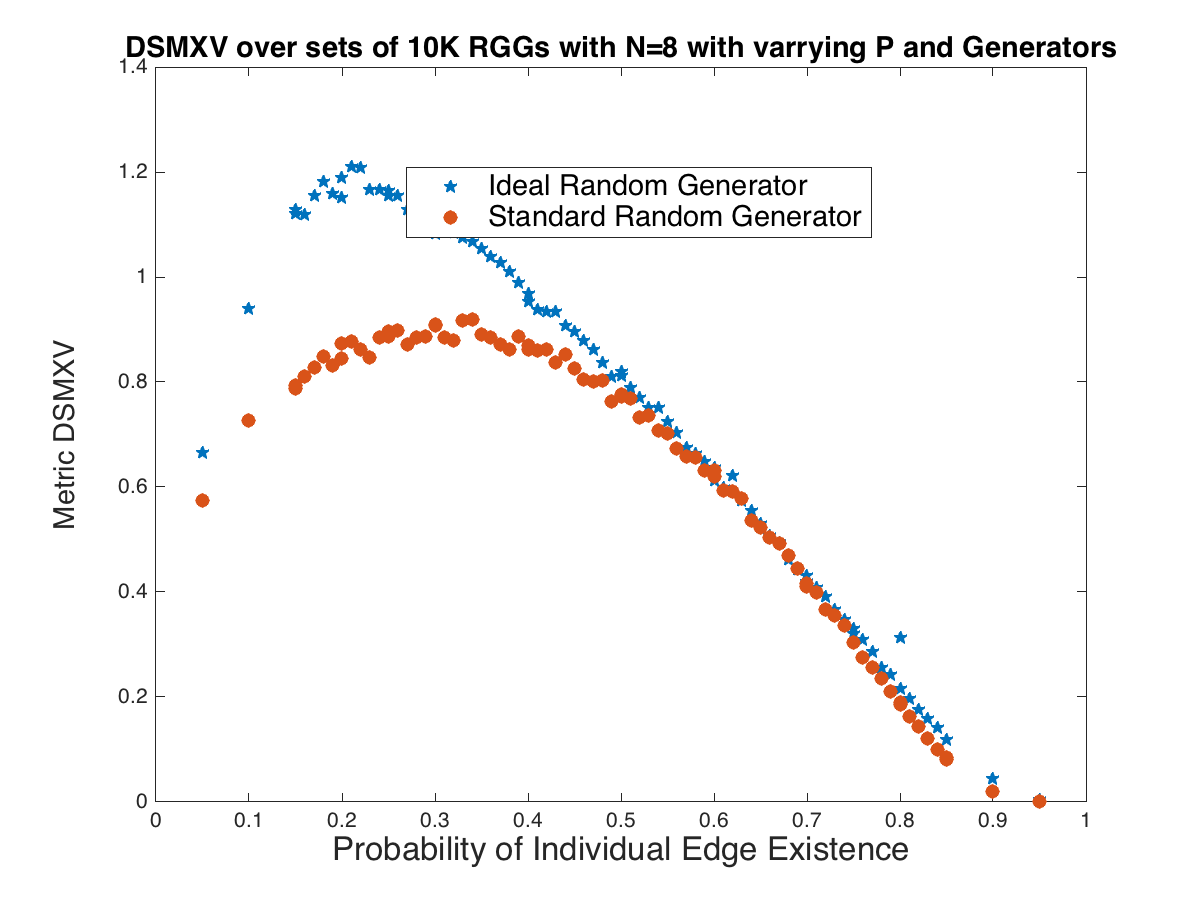 DSMXV over sets of 10K RGGs with N=8 with varrying P and Generators
1.4
1.2
1
0.8
0.6
0.4
0.2
0
Metric DSMXV
Ideal Random Generator
Standard Random Generator
0 0.1 0.2 0.3 0.4 0.5 0.6 0.7 0.8 0.9 1
Probability of Individual Edge Existence